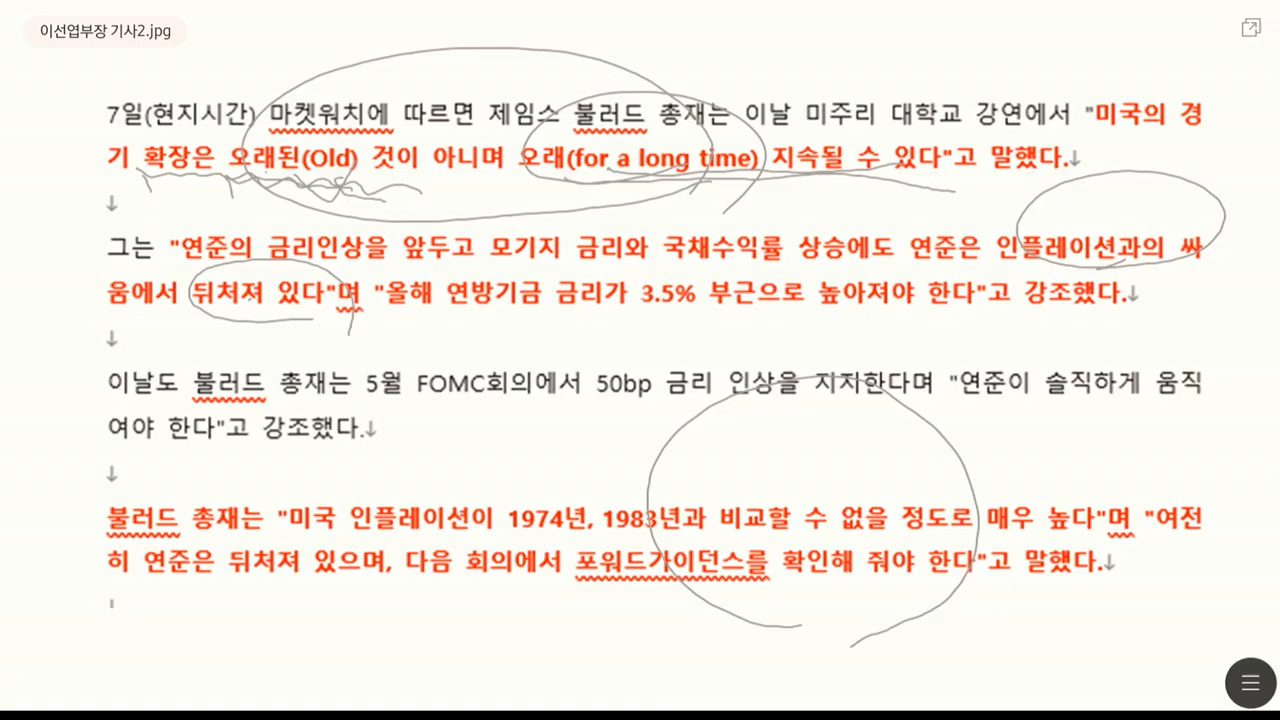 이선엽부장 기사2.jpg
7일(현지시간) 마켓워치에 따르면 제임스 불러드 총재는 이날 미주리 대학교 강연에서 "미국의 경
기 확장은 오래된(Old) 것이 아니며 오래(for a long time) 지속될 수 있다"고 말했다.↓
↓
그는 "연준의 금리인상을 앞두고 모기지 금리와 국채수익률 상승에도 연준은 인플레이션과의 싸
움에서 뒤처져 있다"며 "올해 연방기금 금리가 3.5% 부근으로 높아져야 한다"고 강조했다.↓
↓
이날도 불러드 총재는 5월 FOMC회의에서 50bp 금리 인상을 지지한다며 "연준이 솔직하게 움직
여야 한다"고 강조했다.↓
↓
불러드 총재는 "미국 인플레이션이 1974년, 1983년과 비교할 수 없을 정도로 매우 높다"며 "여전
히 연준은 뒤처져 있으며, 다음 회의에서 포워드가이던스를 확인해 줘야 한다"고 말했다.↓